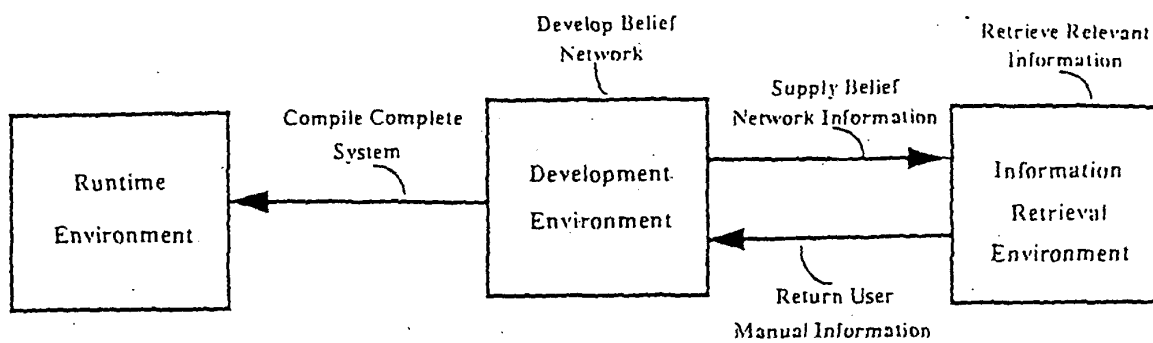 Develop Belief
Network
Retrieve Relevant
Information
Compile Complete
System
Supply Belief
Network Information
Runtime
Environment
Development
Environment
Information
Retrieval
Environment
Return User
Manual Information